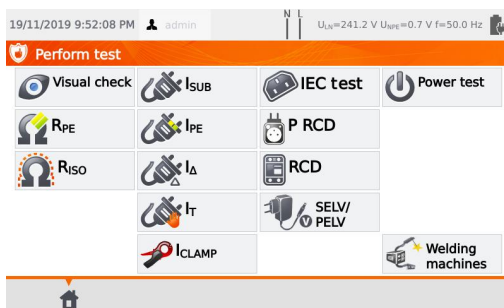 N L
19/11/2019 9:52:08 PM admin ULN=241.2 V UNPE=0.7 V f=50.0 Hz
Perform test
Visual check ISUB IEC test Power test
RPE IPE P RCD
RISO I∆ RCD
IT SELV/
V PELV
ICLAMP Welding
machines